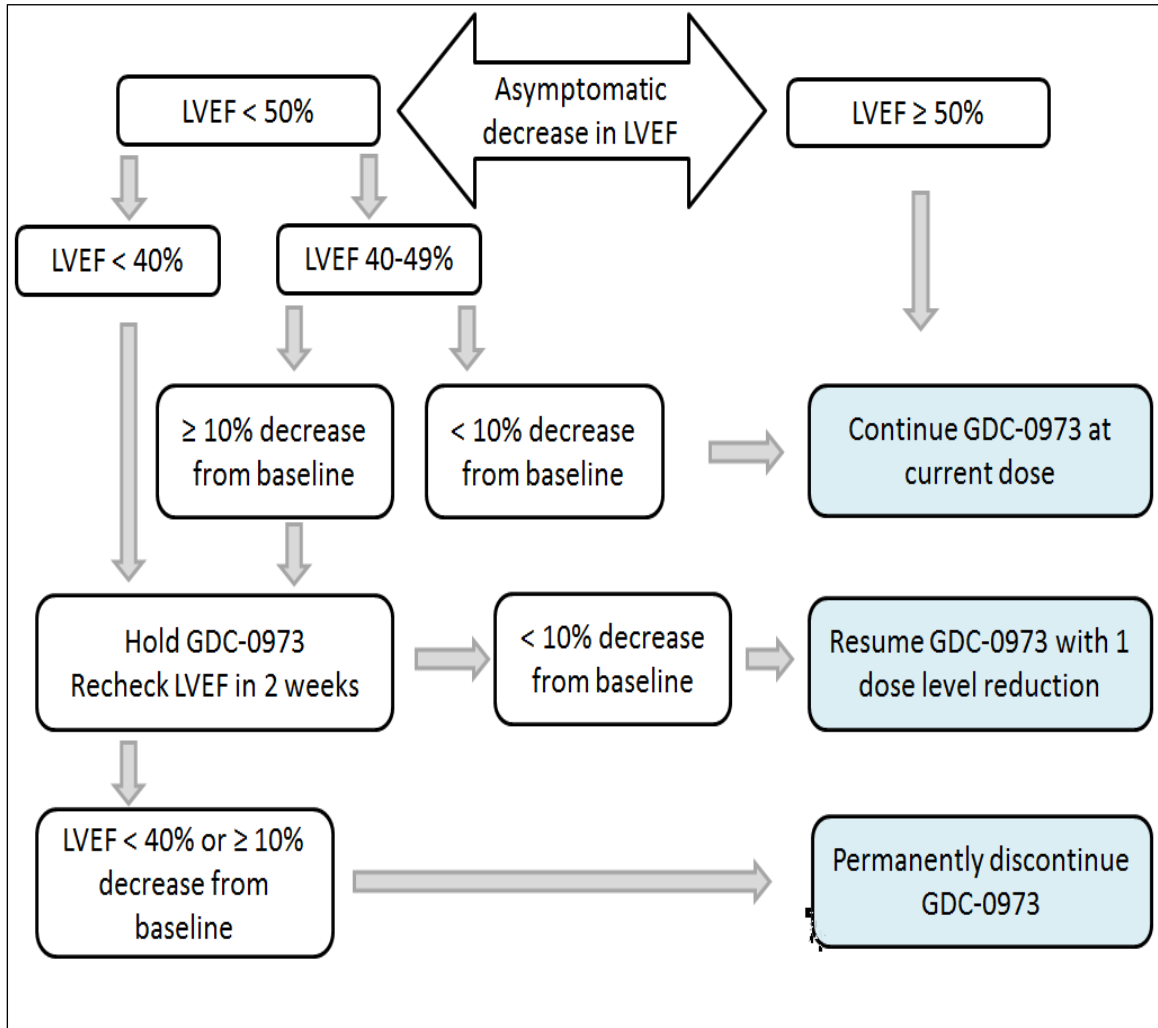 Asymptomatic
decrease in LVEF
LVEF < 50%
LVEF ≥ 50%
LVEF < 40%
LVEF 40-49%
≥ 10% decrease
from baseline
< 10% decrease
from baseline
Continue GDC-0973 at
current dose
Hold GDC-0973
Recheck LVEF in 2 weeks
< 10% decrease
from baseline
Resume GDC-0973 with 1
dose level reduction
LVEF < 40% or ≥ 10%
decrease from
baseline
Permanently discontinue
GDC-0973